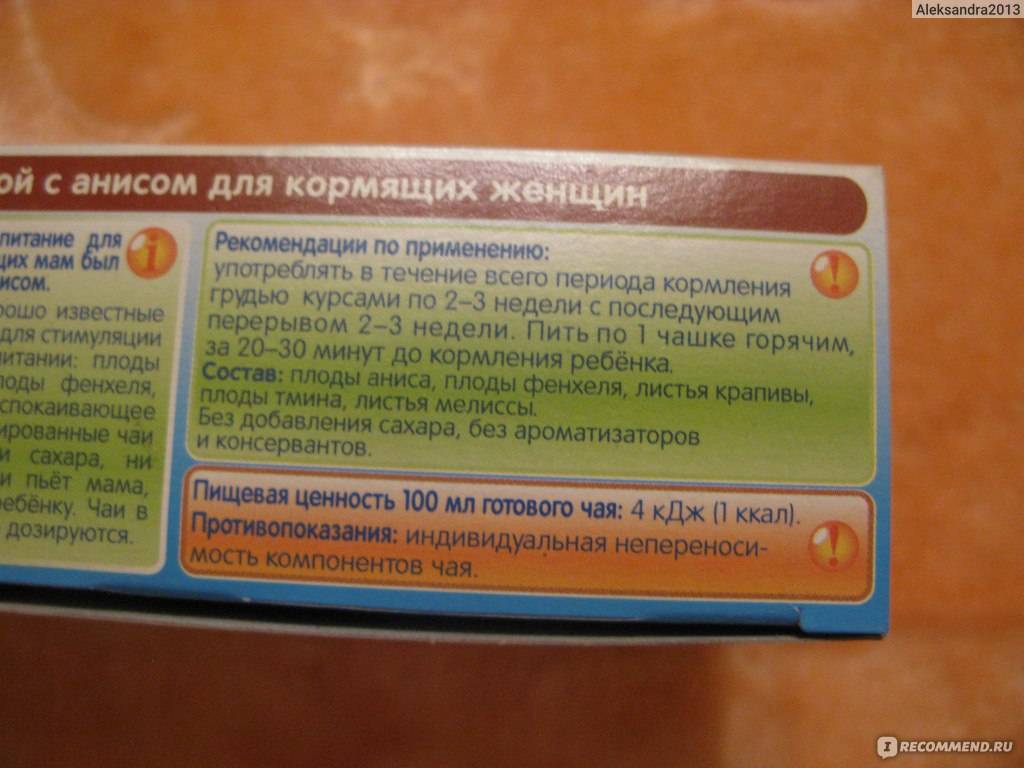 Aleksandra2013
ой с анисом для кормящих женщин
питание для
щих мам был
исом.
рошо известные
для стимуляции
питании: плоды
лоды фенхеля,
спокаивающее
ированные чаи
и сахара, ни
и пьёт мама,
ребёнку. Чаи в
дозируются.
Рекомендации по применению:
употреблять в течение всего периода кормления
грудью курсами по 2–3 недели с последующим
перерывом 2–3 недели. Пить по 1 чашке горячим,
за 20–30 минут до кормления ребёнка.
Состав: плоды аниса, плоды фенхеля, листья крапивы,
плоды тмина, листья мелиссы.
Без добавления сахара, без ароматизаторов
и консервантов.
Пищевая ценность 100 мл готового чая: 4 кДж (1 ккал).
Противопоказания: индивидуальная непереноси-
мость компонентов чая.
I RECOMMEND.RU